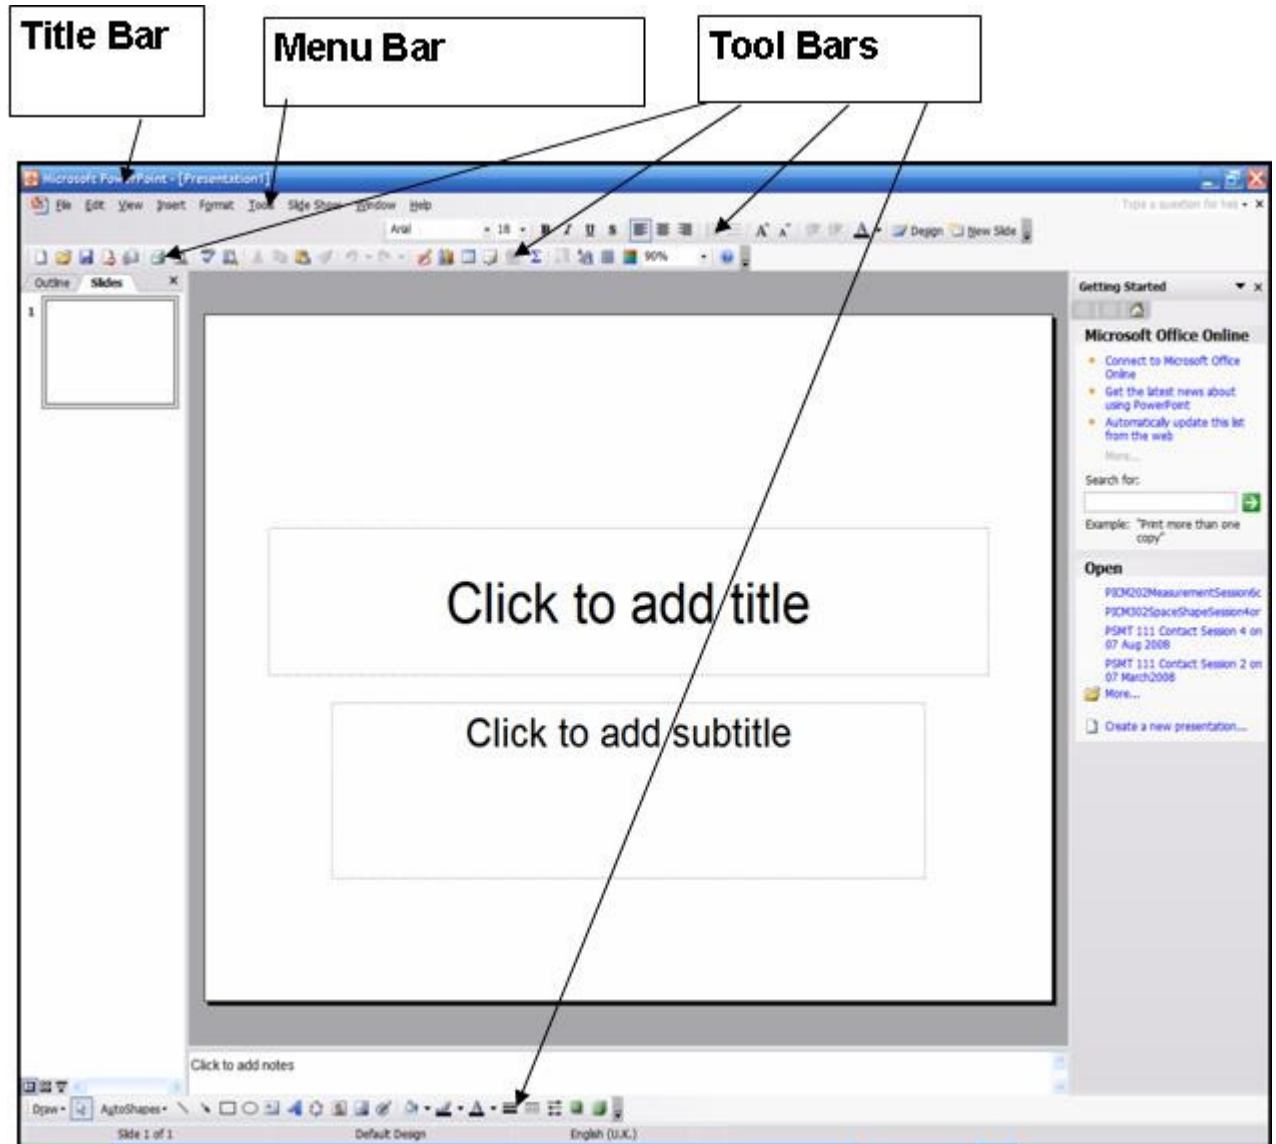 Title Bar
Menu Bar
Tool Bars
Microsoft PowerPoint - [Presentation1]
File Edit View Insert Format Tools Slide Show Window Help
Type a question for help
Arial 18 B I U S A A A Design New Slide
90%
Outline Slides
1
Getting Started
Microsoft Office Online
Connect to Microsoft Office
Online
Get the latest news about
using PowerPoint
Automatically update this list
from the web
More...
Search for:
Example: "Print more than one
copy"
Open
PICM202MeasurementSession6c
PICM302SpaceShapeSession4or
PSMT 111 Contact Session 4 on
07 Aug 2008
PSMT 111 Contact Session 2 on
07 March2008
More...
Create a new presentation...
Click to add title
Click to add subtitle
Click to add notes
Draw AutoShapes A
Slide 1 of 1 Default Design English (U.K.)